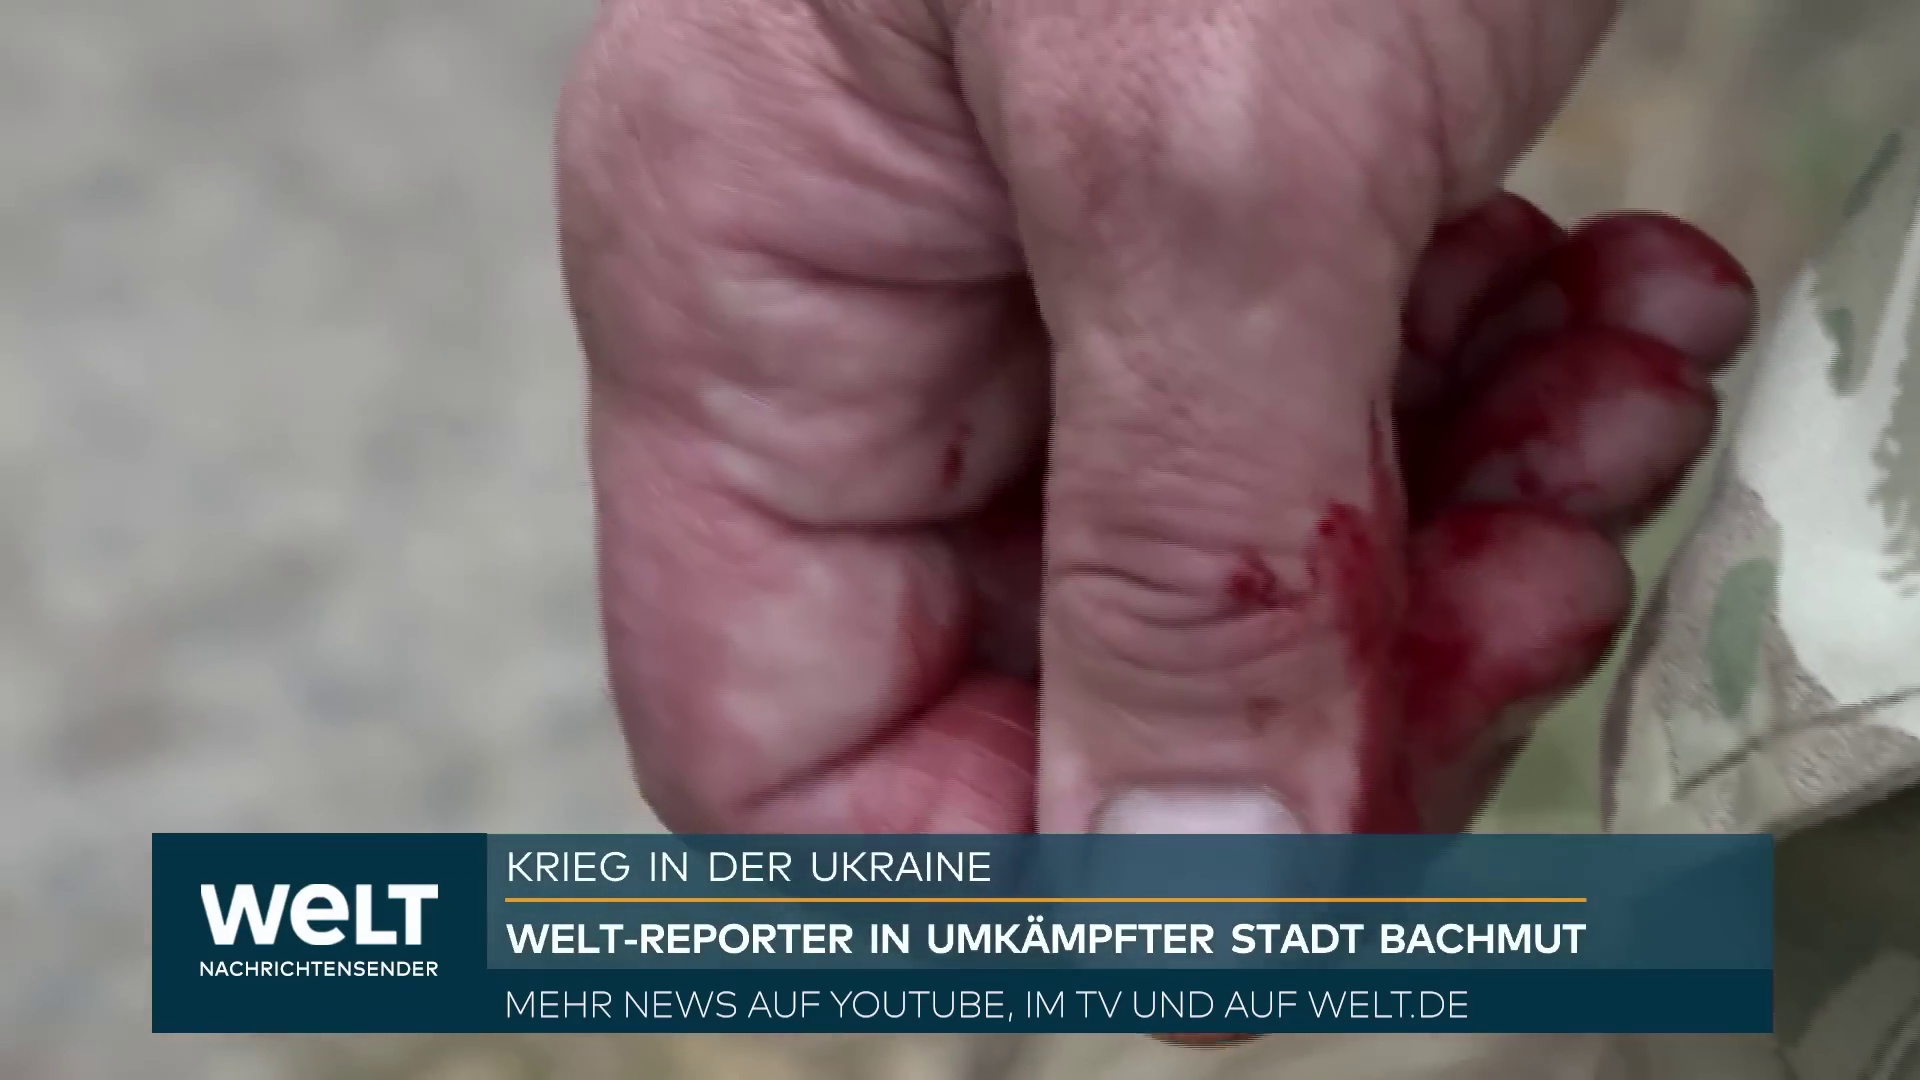 KRIEG IN DER UKRAINE
WELT
NACHRICHTENSENDER
WELT-REPORTER IN UMKÄMPFTER STADT BACHMUT
MEHR NEWS AUF YOUTUBE, IM TV UND AUF WELT.DE